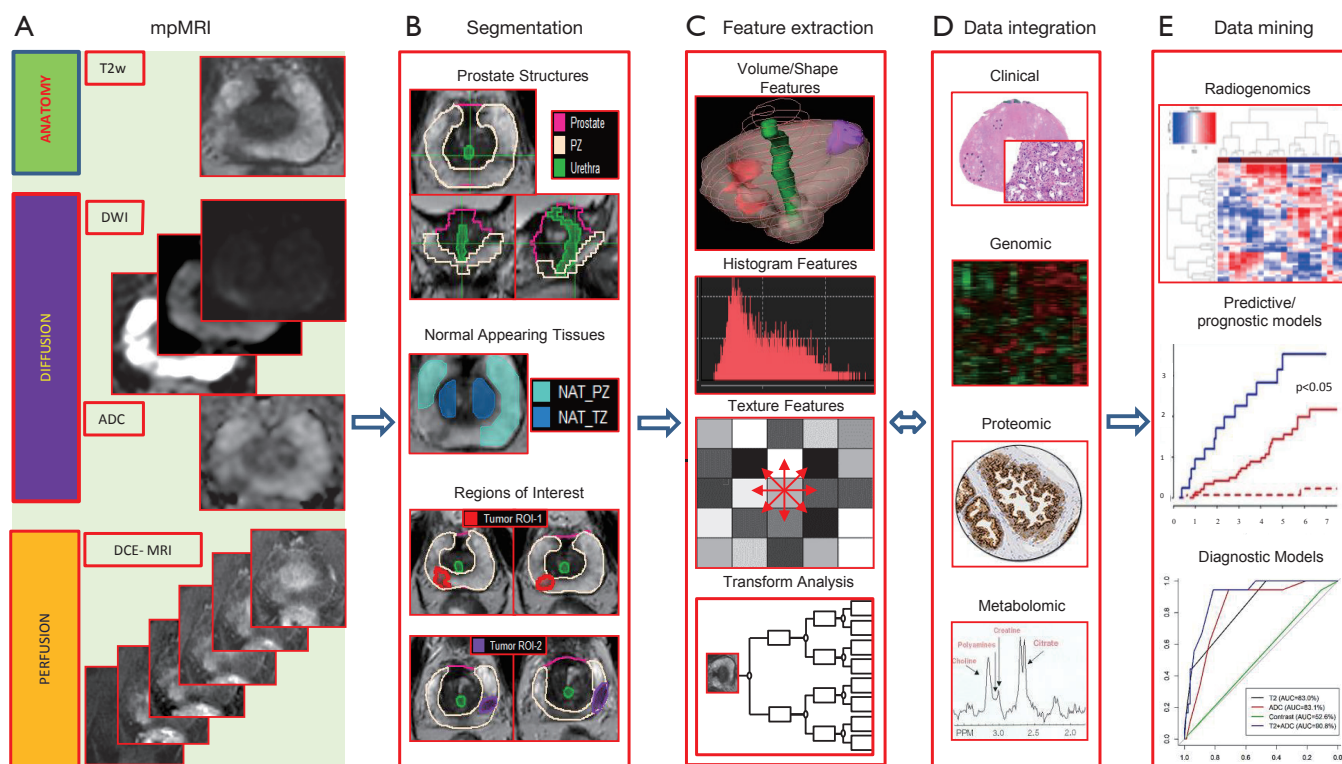 A
mpMRI
ANATOMY
T2w
DIFFUSION
DWI
ADC
PERFUSION
DCE- MRI
B
Segmentation
Prostate Structures
Prostate
PZ
Urethra
Normal Appearing Tissues
NAT_PZ
NAT_TZ
Regions of Interest
Tumor ROI-1
Tumor ROI-2
C
Feature extraction
Volume/Shape
Features
Histogram Features
Texture Features
Transform Analysis
D
Data integration
Clinical
Genomic
Proteomic
Metabolomic
Creatine
Polyamines
Citrate
Choline
PPM 3.0 2.5 2.0
E
Data mining
Radiogenomics
Predictive/
prognostic models
3
2
1
0
p<0.05
0 1 2 3 4 5 6 7
Diagnostic Models
1.0
0.8
0.6
0.4
0.2
0.0
T2 (AUC=83.0%)
ADC (AUC=83.1%)
Contrast (AUC=52.6%)
T2+ADC (AUC=90.8%)
1.0 0.8 0.6 0.4 0.2 0.0